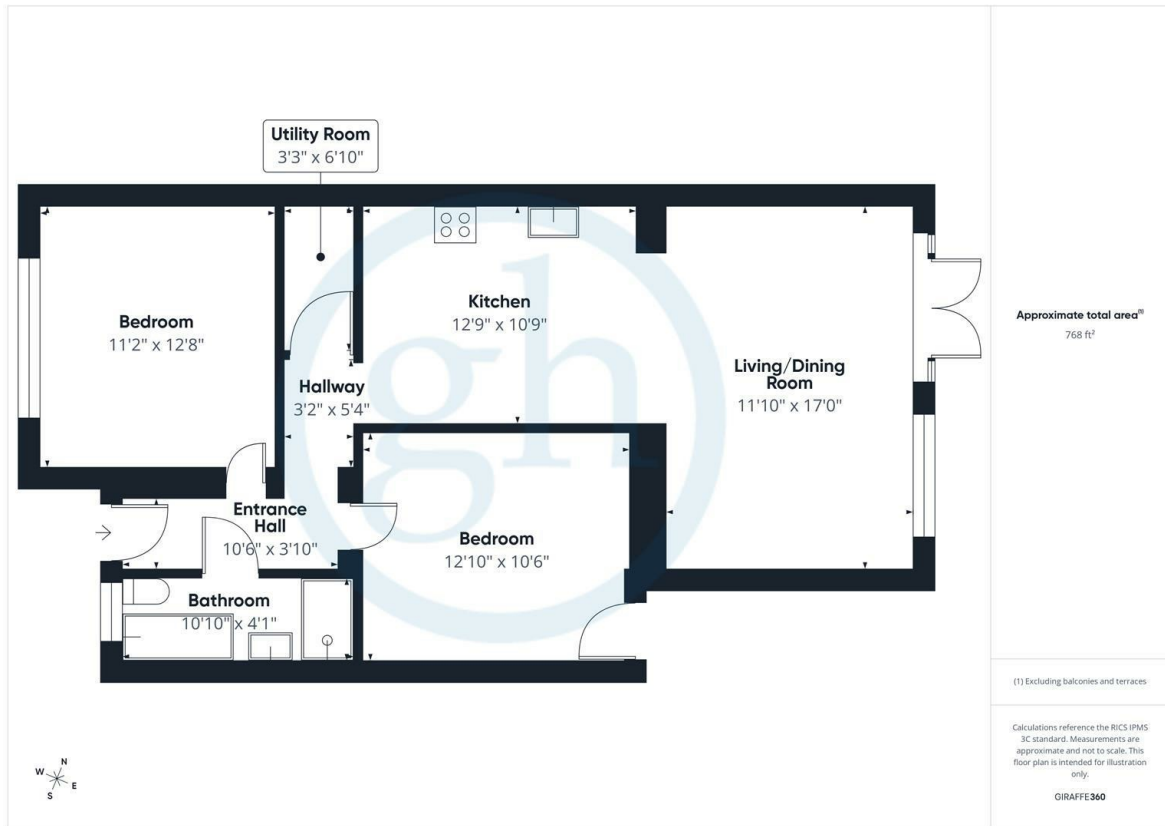 Utility Room
3'3" x 6'10"
Bedroom
11'2" x 12'8"
Kitchen
12'9" x 10'9"
Hallway
3'2" x 5'4"
Living/Dining
Room
11'10" x 17'0"
Entrance
Hall
10'6" x 3'10"
Bedroom
12'10" x 10'6"
Bathroom
10'10" x 4'1"
gh
N
W
E
S
Approximate total area(1)
768 ft²
(1) Excluding balconies and terraces
Calculations reference the RICS IPMS
3C standard. Measurements are
approximate and not to scale. This
floor plan is intended for illustration
only.
GIRAFFE360